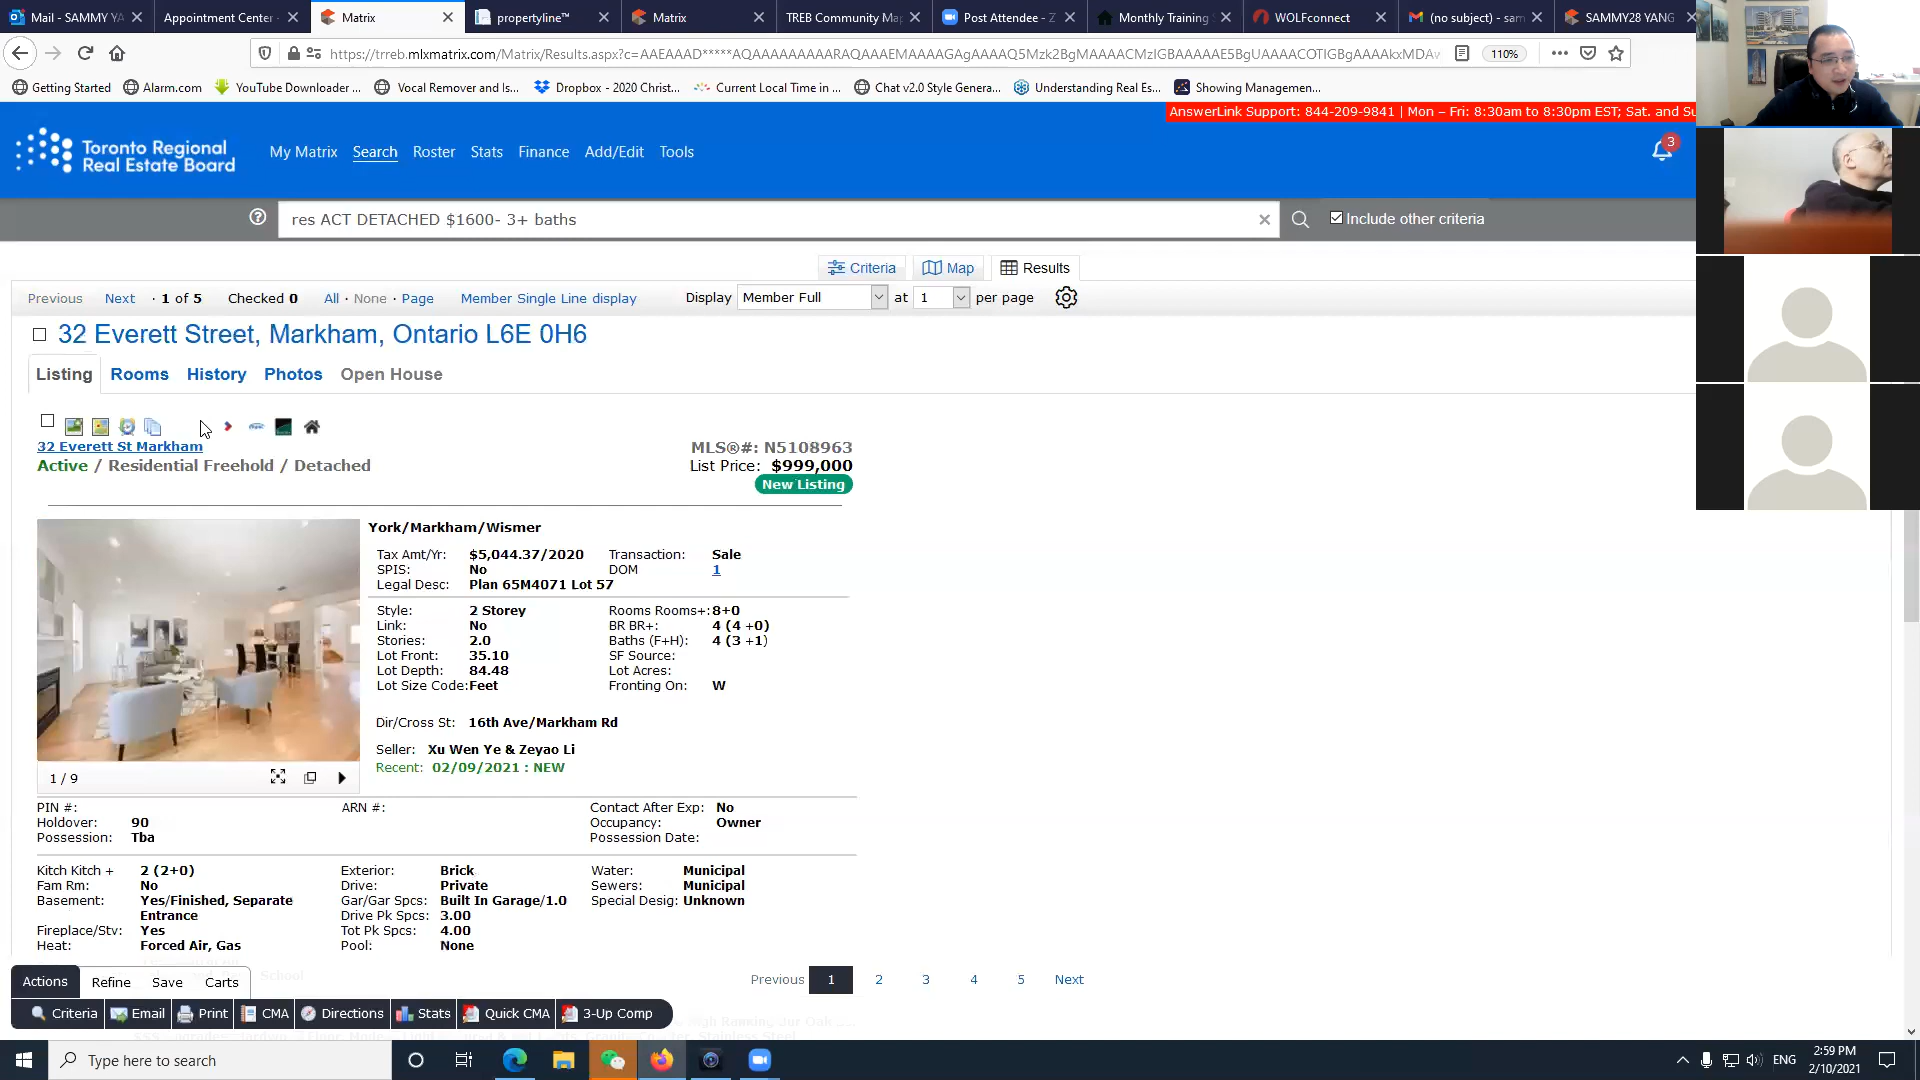 Mail - SAMMY YA
Appointment Center
Matrix
propertyline™
Matrix
TREB Community Ma
Post Attendee - Z
Monthly Training
WOLFconnect
(no subject) - sam
SAMMY28 YANG
110%
Getting Started
Alarm.com
YouTube Downloader ...
Vocal Remover and Is...
Dropbox - 2020 Christ...
Current Local Time in ...
Chat v2.0 Style Genera...
Understanding Real Es...
Showing Managemen...
AnswerLink Support: 844-209-9841 | Mon – Fri: 8:30am to 8:30pm EST; Sat. and Su
Toronto Regional
Real Estate Board
My Matrix Search Roster Stats Finance Add/Edit Tools
3
res ACT DETACHED $1600- 3+ baths
Include other criteria
Criteria Map Results
Previous Next · 1 of 5 Checked 0 All · None · Page Member Single Line display Display Member Full at 1 per page
32 Everett Street, Markham, Ontario L6E 0H6
Listing Rooms History Photos Open House
32 Everett St Markham
MLS®#: N5108963
Active / Residential Freehold / Detached
List Price: $999,000
New Listing
York/Markham/Wismer
Tax Amt/Yr: $5,044.37/2020 Transaction: Sale
SPIS: No DOM 1
Legal Desc: Plan 65M4071 Lot 57
Style: 2 Storey Rooms Rooms+: 8+0
Link: No BR BR+: 4 (4 +0)
Stories: 2.0 Baths (F+H): 4 (3 +1)
Lot Front: 35.10 SF Source:
Lot Depth: 84.48 Lot Acres:
Lot Size Code: Feet Fronting On: W
Dir/Cross St: 16th Ave/Markham Rd
Seller: Xu Wen Ye & Zeyao Li
Recent: 02/09/2021 : NEW
1 / 9
PIN #: ARN #: Contact After Exp: No
Holdover: 90 Occupancy: Owner
Possession: Tba Possession Date:
Kitch Kitch + 2 (2+0) Exterior: Brick Water: Municipal
Fam Rm: No Drive: Private Sewers: Municipal
Basement: Yes/Finished, Separate Gar/Gar Spcs: Built In Garage/1.0 Special Desig: Unknown
Entrance Drive Pk Spcs: 3.00
Fireplace/Stv: Yes Tot Pk Spcs: 4.00
Heat: Forced Air, Gas Pool: None
Actions Refine Save Carts
Previous 1 2 3 4 5 Next
Criteria Email Print CMA Directions Stats Quick CMA 3-Up Comp
Type here to search
ENG
2:59 PM
2/10/2021